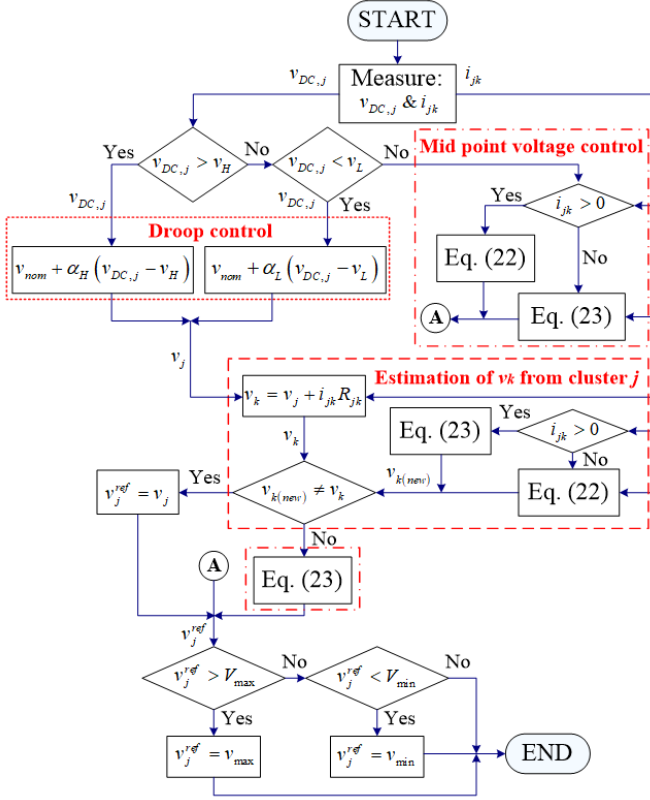 START
v_{DC,j}
Measure:
v_{DC,j} & i_{jk}
i_{jk}
Yes
v_{DC,j} > v_H
No
v_{DC,j} < v_L
No
Mid point voltage control
v_{DC,j}
v_{DC,j}
Yes
Yes
i_{jk} > 0
Droop control
No
v_{nom} + α_H (v_{DC,j} − v_H)
v_{nom} + α_L (v_{DC,j} − v_L)
Eq. (22)
A
Eq. (23)
v_j
Estimation of vk from cluster j
v_k = v_j + i_{jk} R_{jk}
v_k
Eq. (23)
Yes
i_{jk} > 0
No
v_j^{ref} = v_j
Yes
v_{k(new)} ≠ v_k
v_{k(new)}
Eq. (22)
No
A
Eq. (23)
v_j^{ref}
v_j^{ref} > V_{max}
No
v_j^{ref} < V_{min}
No
Yes
Yes
v_j^{ref} = v_{max}
v_j^{ref} = v_{min}
END